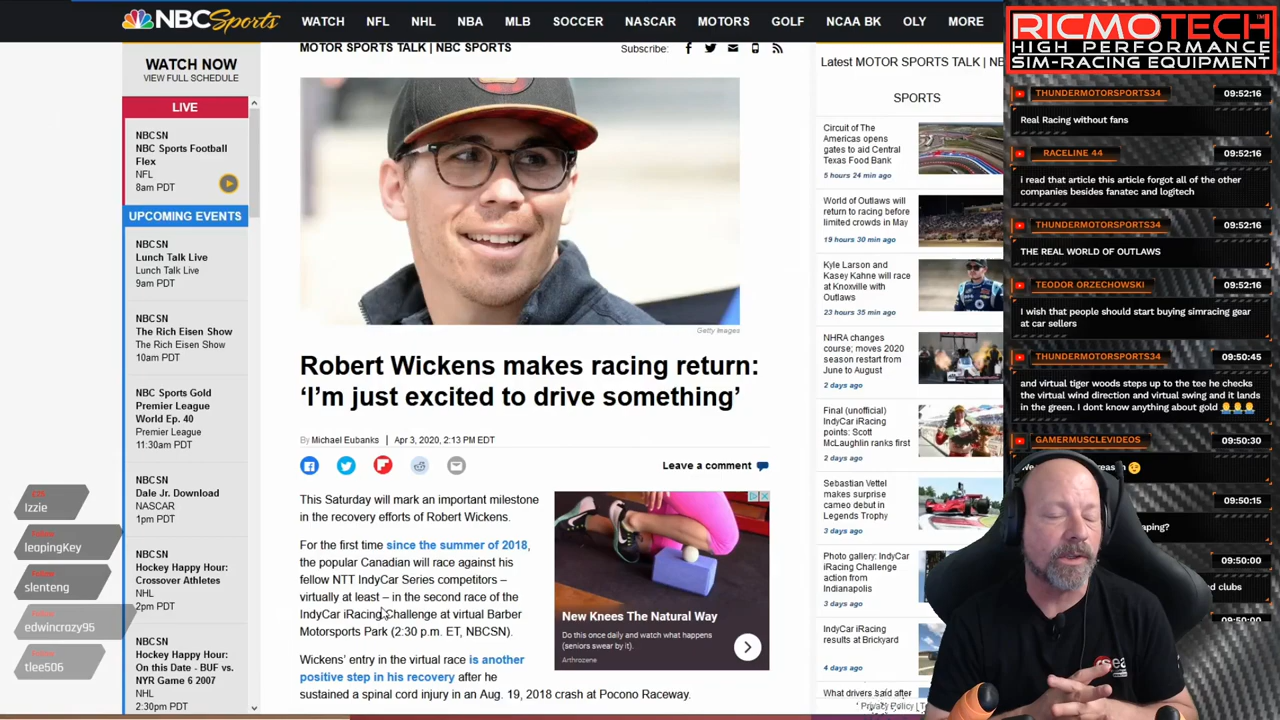 NBC Sports
WATCH NFL NHL NBA MLB SOCCER NASCAR MOTORS GOLF NCAA BK OLY MORE
WATCH NOW
VIEW FULL SCHEDULE
LIVE
NBCSN
NBC Sports Football
Flex
NFL
8am PDT
UPCOMING EVENTS
NBCSN
Lunch Talk Live
Lunch Talk Live
9am PDT
NBCSN
The Rich Eisen Show
The Rich Eisen Show
10am PDT
NBC Sports Gold
Premier League
World Ep. 40
Premier League
11:30am PDT
NBCSN
Dale Jr. Download
NASCAR
1pm PDT
NBCSN
Hockey Happy Hour:
Crossover Athletes
NHL
2pm PDT
NBCSN
Hockey Happy Hour:
On this Date - BUF vs.
NYR Game 6 2007
NHL
2:30pm PDT
Izzie
leapingKey
slenteng
edwincrazy95
tlee506
MOTOR SPORTS TALK | NBC SPORTS
Subscribe:
Getty Images
Robert Wickens makes racing return:
‘I’m just excited to drive something’
By Michael Eubanks | Apr 3, 2020, 2:13 PM EDT
Leave a comment
This Saturday will mark an important milestone
in the recovery efforts of Robert Wickens.
For the first time since the summer of 2018,
the popular Canadian will race against his
fellow NTT IndyCar Series competitors –
virtually at least – in the second race of the
IndyCar iRacing Challenge at virtual Barber
Motorsports Park (2:30 p.m. ET, NBCSN).
Wickens’ entry in the virtual race is another
positive step in his recovery after he
sustained a spinal cord injury in an Aug. 19, 2018 crash at Pocono Raceway.
New Knees The Natural Way
Do this once daily and watch what happens
(seniors swear by it).
Arthrozene
Latest MOTOR SPORTS TALK | NB
SPORTS
Circuit of The
Americas opens
gates to aid Central
Texas Food Bank
5 hours 24 min ago
World of Outlaws will
return to racing before
limited crowds in May
19 hours 30 min ago
Kyle Larson and
Kasey Kahne will race
at Knoxville with
Outlaws
23 hours 35 min ago
NHRA changes
course; moves 2020
season restart from
June to August
2 days ago
Final (unofficial)
IndyCar iRacing
points: Scott
McLaughlin ranks first
2 days ago
Sebastian Vettel
makes surprise
cameo debut in
Legends Trophy
3 days ago
Photo gallery: IndyCar
iRacing Challenge
action from
Indianapolis
3 days ago
IndyCar iRacing
results at Brickyard
4 days ago
What drivers said after
Privacy Policy
RICMOTECH
HIGH PERFORMANCE
SIM-RACING EQUIPMENT
THUNDERMOTORSPORTS34 09:52:16
Real Racing without fans
RACELINE 44 09:52:16
i read that article this article forgot all of the other
companies besides fanatec and logitech
THUNDERMOTORSPORTS34 09:52:16
THE REAL WORLD OF OUTLAWS
TEODOR ORZECHOWSKI 09:52:16
I wish that people should start buying simracing gear
at car sellers
THUNDERMOTORSPORTS34 09:50:45
and virtual tiger woods steps up to the tee he checks
the virtual wind direction and virtual swing and it lands
in the green. I dont know anything about gold
GAMERMUSCLEVIDEOS 09:50:30
09:50:15
09:50:00
09:50:00